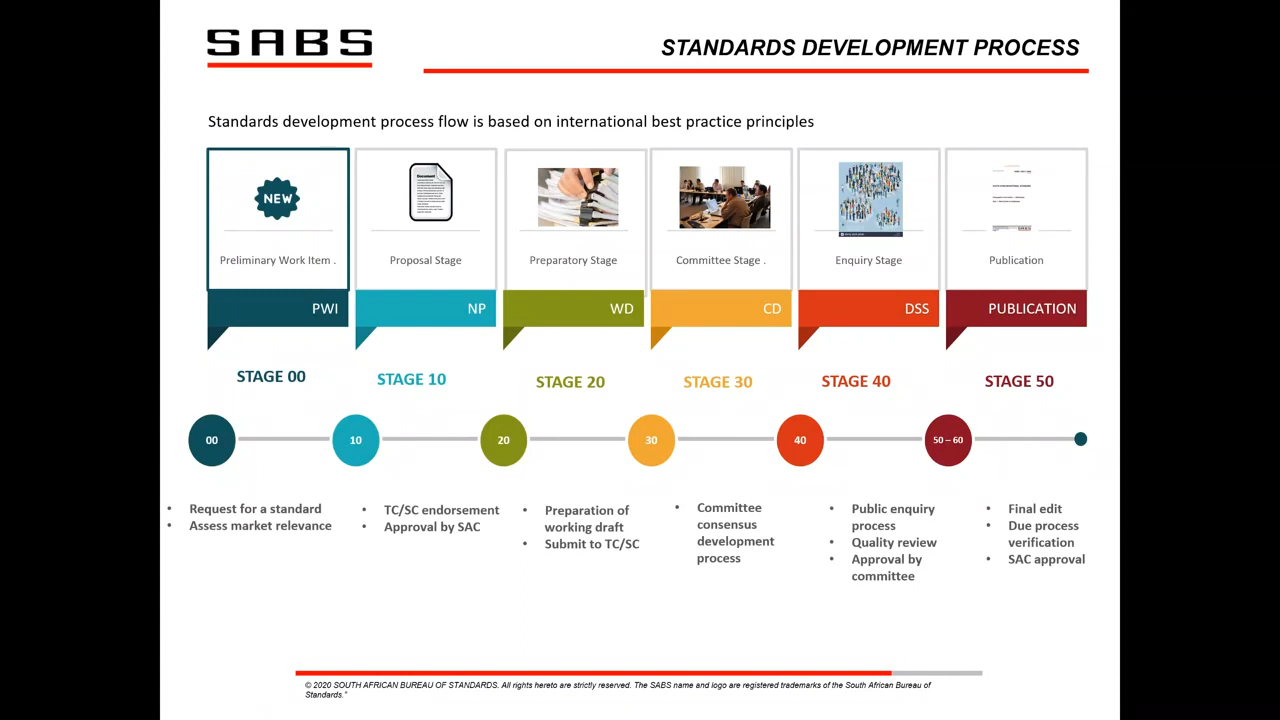 SABS
STANDARDS DEVELOPMENT PROCESS
Standards development process flow is based on international best practice principles
NEW
Document
Preliminary Work Item .
Proposal Stage
Preparatory Stage
Committee Stage .
Enquiry Stage
Publication
PWI
NP
WD
CD
DSS
PUBLICATION
STAGE 00
STAGE 10
STAGE 20
STAGE 30
STAGE 40
STAGE 50
00
10
20
30
40
50 – 60
• Request for a standard
• Assess market relevance
• TC/SC endorsement
• Approval by SAC
• Preparation of
working draft
• Submit to TC/SC
• Committee
consensus
development
process
• Public enquiry
process
• Quality review
• Approval by
committee
• Final edit
• Due process
verification
• SAC approval
© 2020 SOUTH AFRICAN BUREAU OF STANDARDS. All rights hereto are strictly reserved. The SABS name and logo are registered trademarks of the South African Bureau of
Standards."